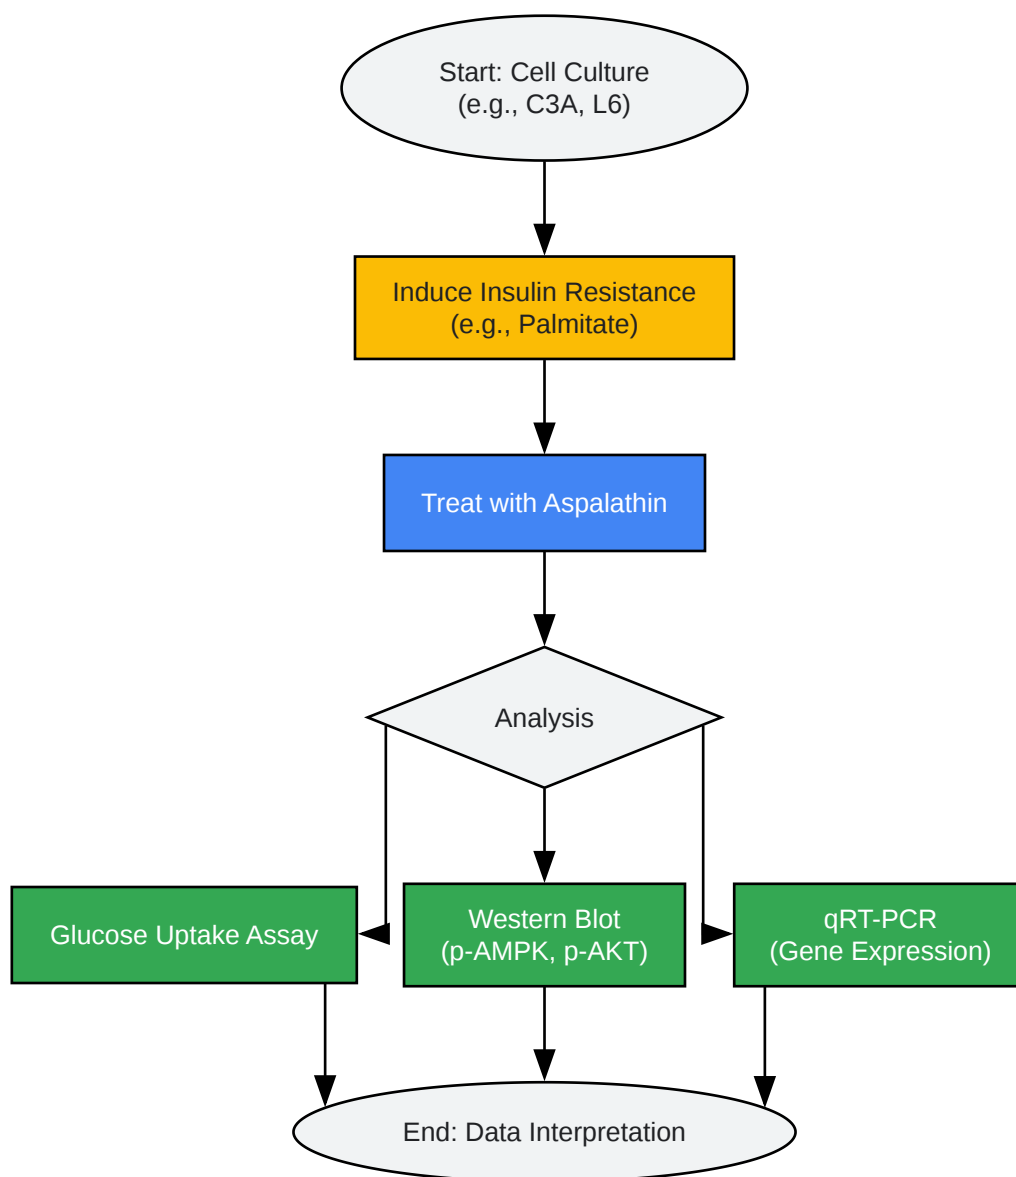 Start: Cell Culture
(e.g., C3A, L6)
Induce Insulin Resistance
(e.g., Palmitate)
Treat with Aspalathin
Analysis
Glucose Uptake Assay
Western Blot
(p-AMPK, p-AKT)
qRT-PCR
(Gene Expression)
End: Data Interpretation